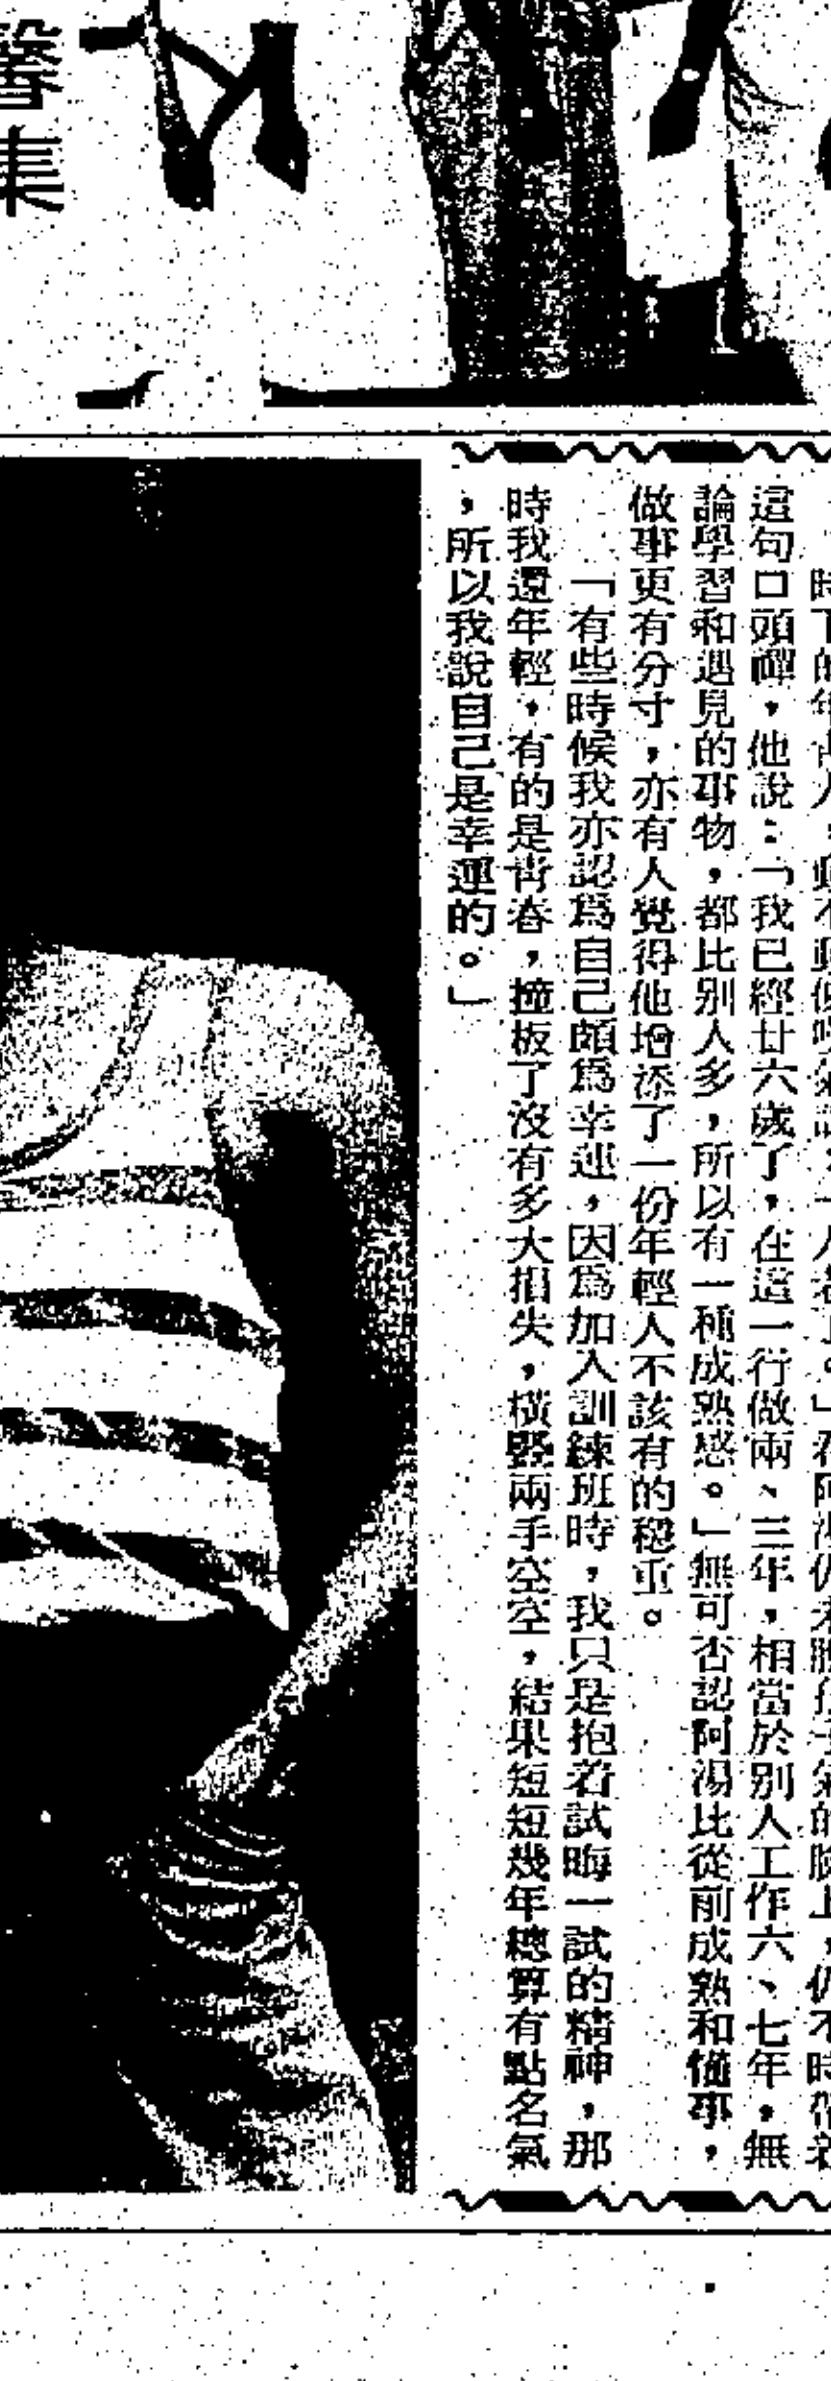 馨集
這句口頭禪，他說：「我已經廿六歲了，在這一行做兩、三年，相當於別人工作六、七年，無
論學習和遇見的事物，都比別人多，所以有一種成熟感。」無可否認阿湯比從前成熟和懂事，
做事更有分寸，亦有人覺得他增添了一份年輕人不該有的穩重。
「有些時候我亦認爲自己頗爲幸運，因爲加入訓練班時，我只是抱着試晦一試的精神，那
時我還年輕，有的是青春，撞板了沒有多大損失，橫豎兩手空空，結果短短幾年總算有點名氣
，所以我說自己是幸運的。」